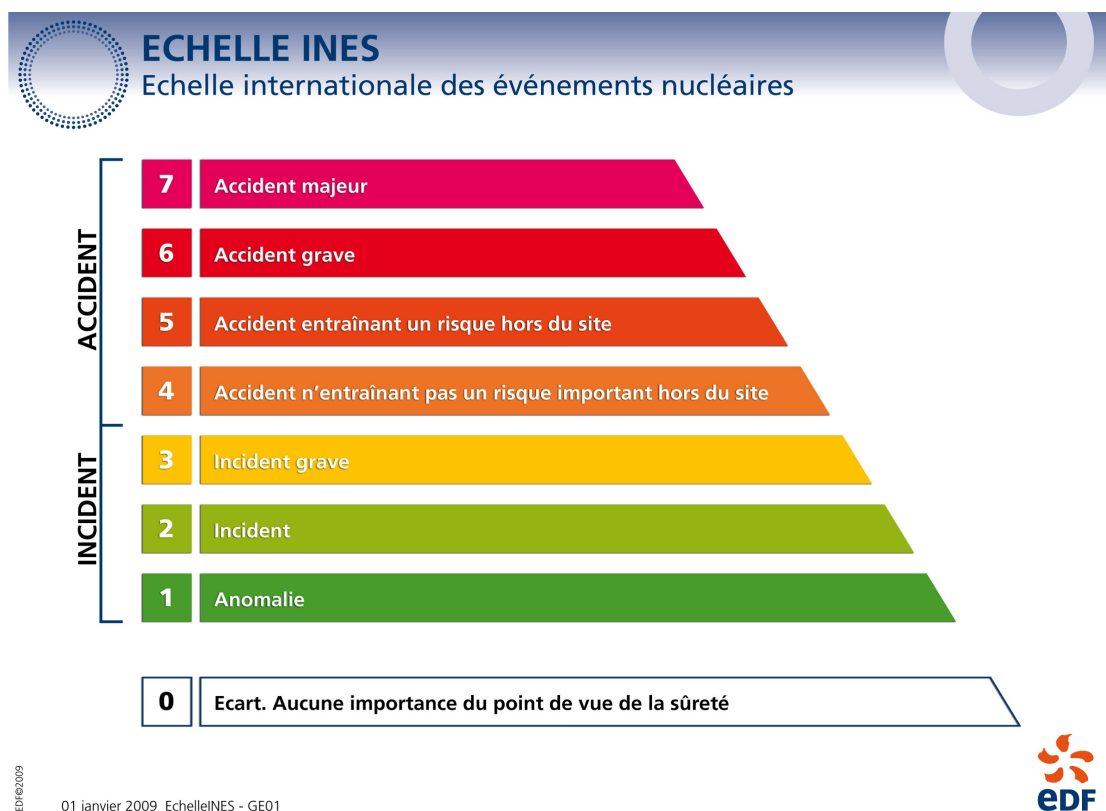 ECHELLE INES
Echelle internationale des événements nucléaires
ACCIDENT
7 Accident majeur
6 Accident grave
5 Accident entraînant un risque hors du site
4 Accident n'entraînant pas un risque important hors du site
INCIDENT
3 Incident grave
2 Incident
1 Anomalie
0 Ecart. Aucune importance du point de vue de la sûreté
EDF©2009
01 janvier 2009 EchelleINES - GE01
eDF